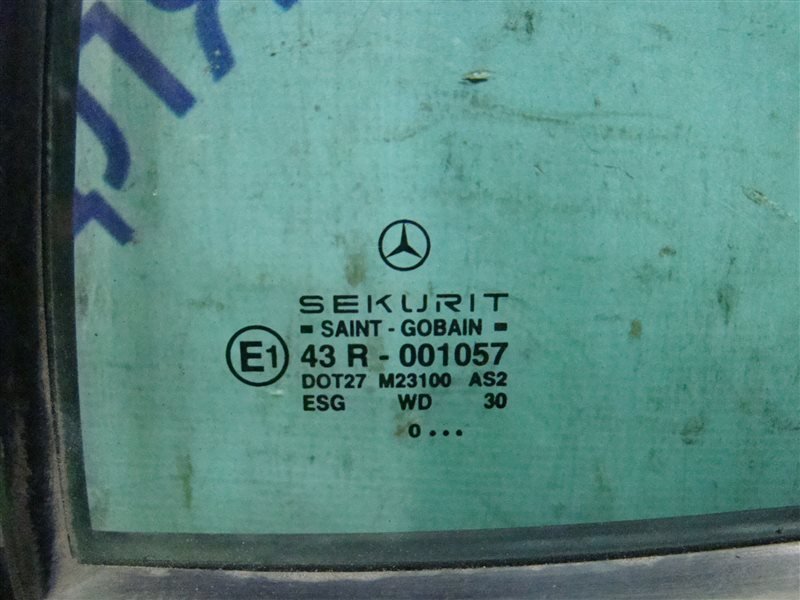 SEKURIT
SAINT - GOBAIN
E1 43 R - 001057
DOT27 M23100 AS2
ESG WD 30
0 ...